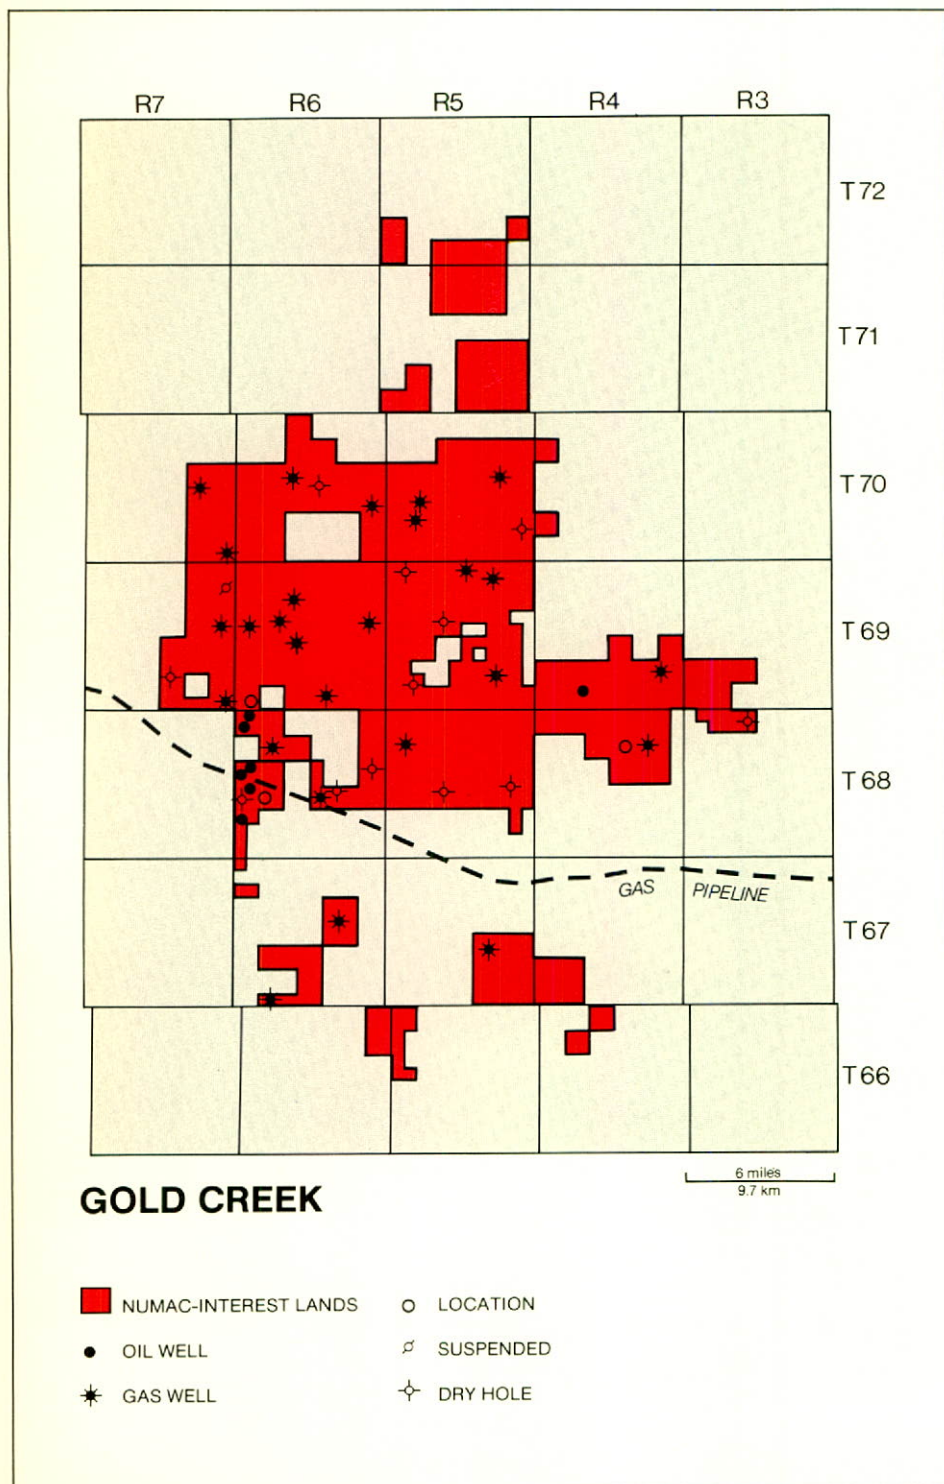 R7 R6 R5 R4 R3
T72
T71
T70
T69
T68
GAS PIPELINE
T67
T66
6 miles
9.7 km
GOLD CREEK
NUMAC-INTEREST LANDS
LOCATION
OIL WELL
SUSPENDED
GAS WELL
DRY HOLE